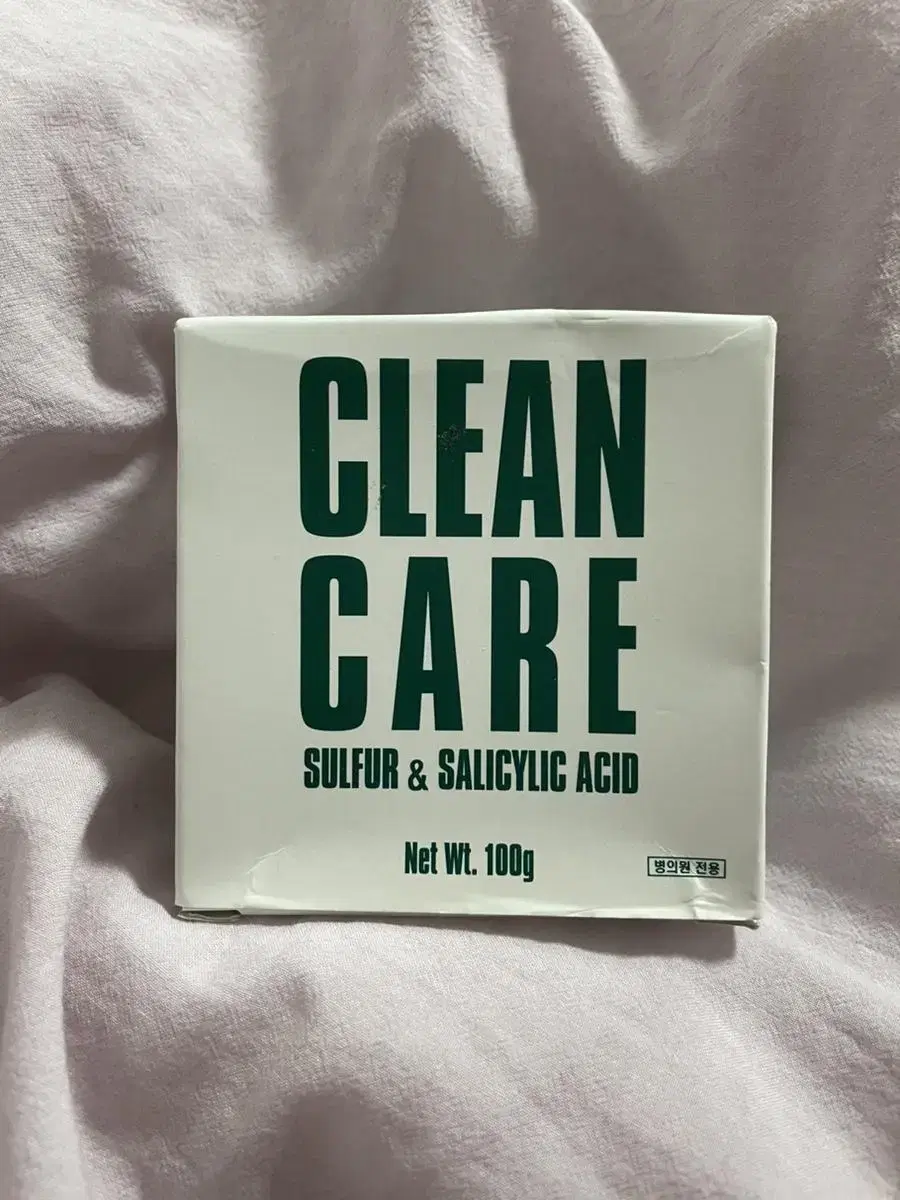 CLEAN
CARE
SULFUR & SALICYLIC ACID
Net Wt. 100g
병의원 전용